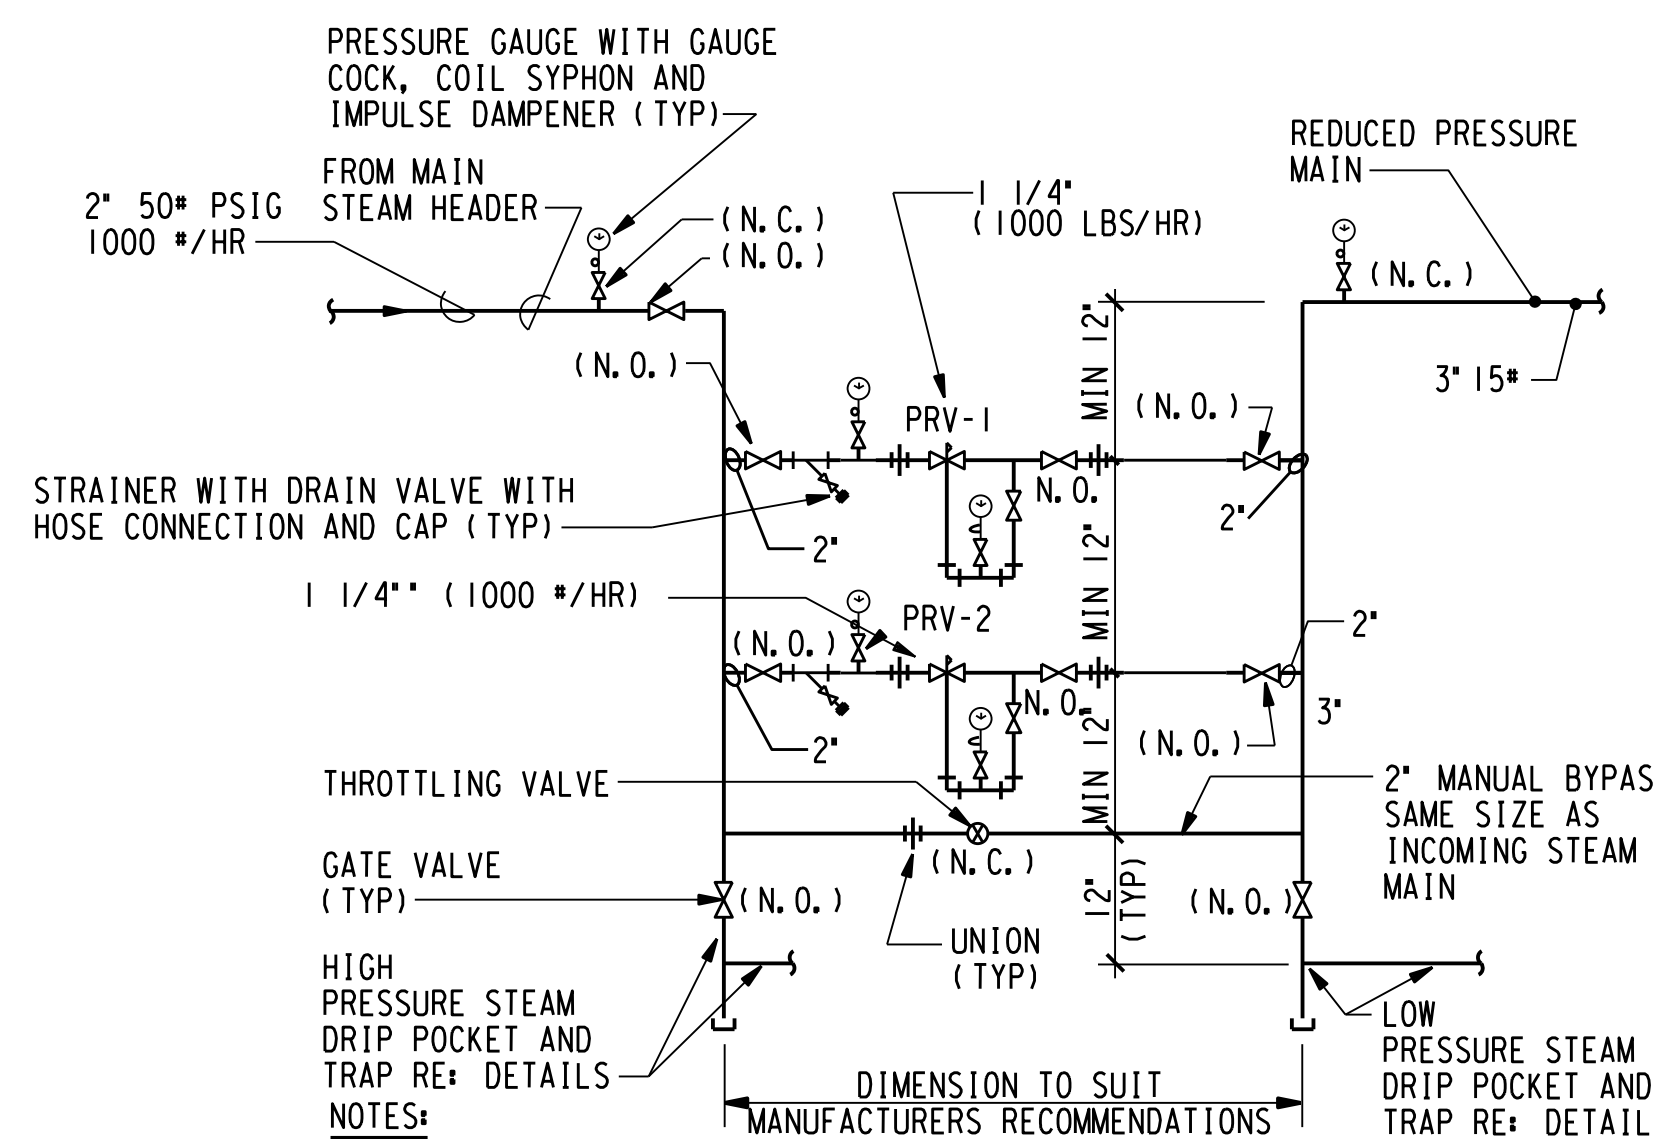 PRESSURE GAUGE WITH GAUGE
COCK, COIL SYPHON AND
IMPULSE DAMPENER (TYP)
FROM MAIN
STEAM HEADER
2" 50# PSIG
1000 #/HR
(N.C.)
(N.O.)
1 1/4"
(1000 LBS/HR)
REDUCED PRESSURE
MAIN
(N.C.)
3" 15#
(N.O.)
PRV-1
MIN 12"
(N.O.)
STRAINER WITH DRAIN VALVE WITH
HOSE CONNECTION AND CAP (TYP)
N.O.
2"
2"
MIN 12"
1 1/4"" (1000 #/HR)
PRV-2
(N.O.)
2"
N.O.
3"
2"
(N.O.)
MIN 12"
THROTTLING VALVE
2" MANUAL BYPAS
SAME SIZE AS
INCOMING STEAM
MAIN
GATE VALVE
(TYP)
(N.O.)
(N.C.)
12"
(TYP)
(N.O.)
UNION
(TYP)
HIGH
PRESSURE STEAM
DRIP POCKET AND
TRAP RE: DETAILS
LOW
PRESSURE STEAM
DRIP POCKET AND
TRAP RE: DETAIL
DIMENSION TO SUIT
MANUFACTURERS RECOMMENDATIONS
NOTES: